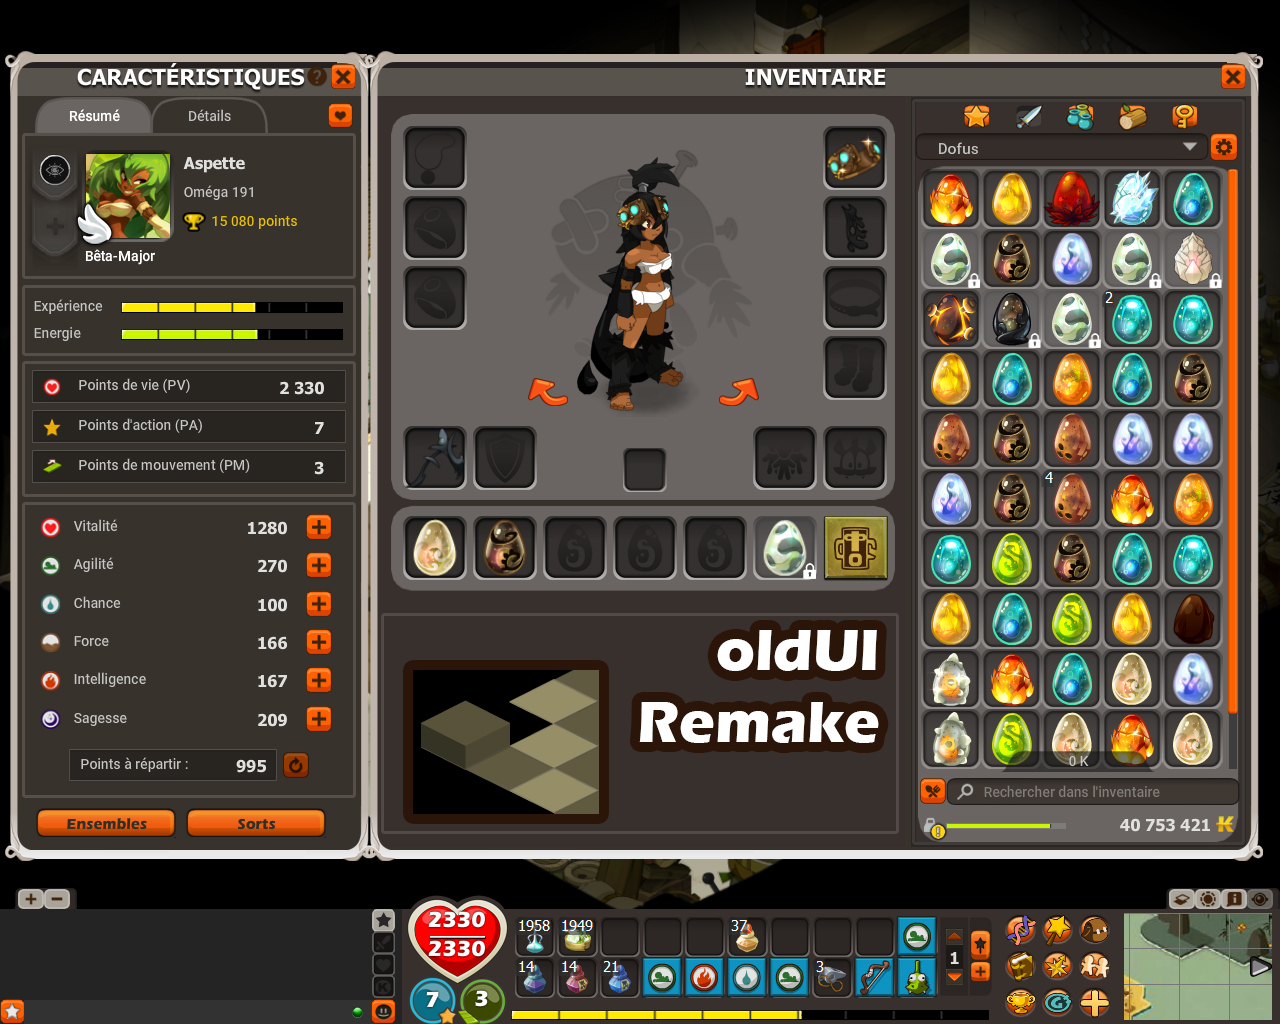 CARACTÉRISTIQUES ?
Résumé
Détails
Aspette
Oméga 191
15 080 points
Bêta-Major
Expérience
Energie
Points de vie (PV) 2 330
Points d'action (PA) 7
Points de mouvement (PM) 3
Vitalité 1280
Agilité 270
Chance 100
Force 166
Intelligence 167
Sagesse 209
Points à répartir : 995
Ensembles
Sorts
INVENTAIRE
oldUI
Remake
Dofus
2
4
0 K
Rechercher dans l'inventaire
40 753 421 K
2330
2330
7
3
1958 1949 37
14 14 21 3
1